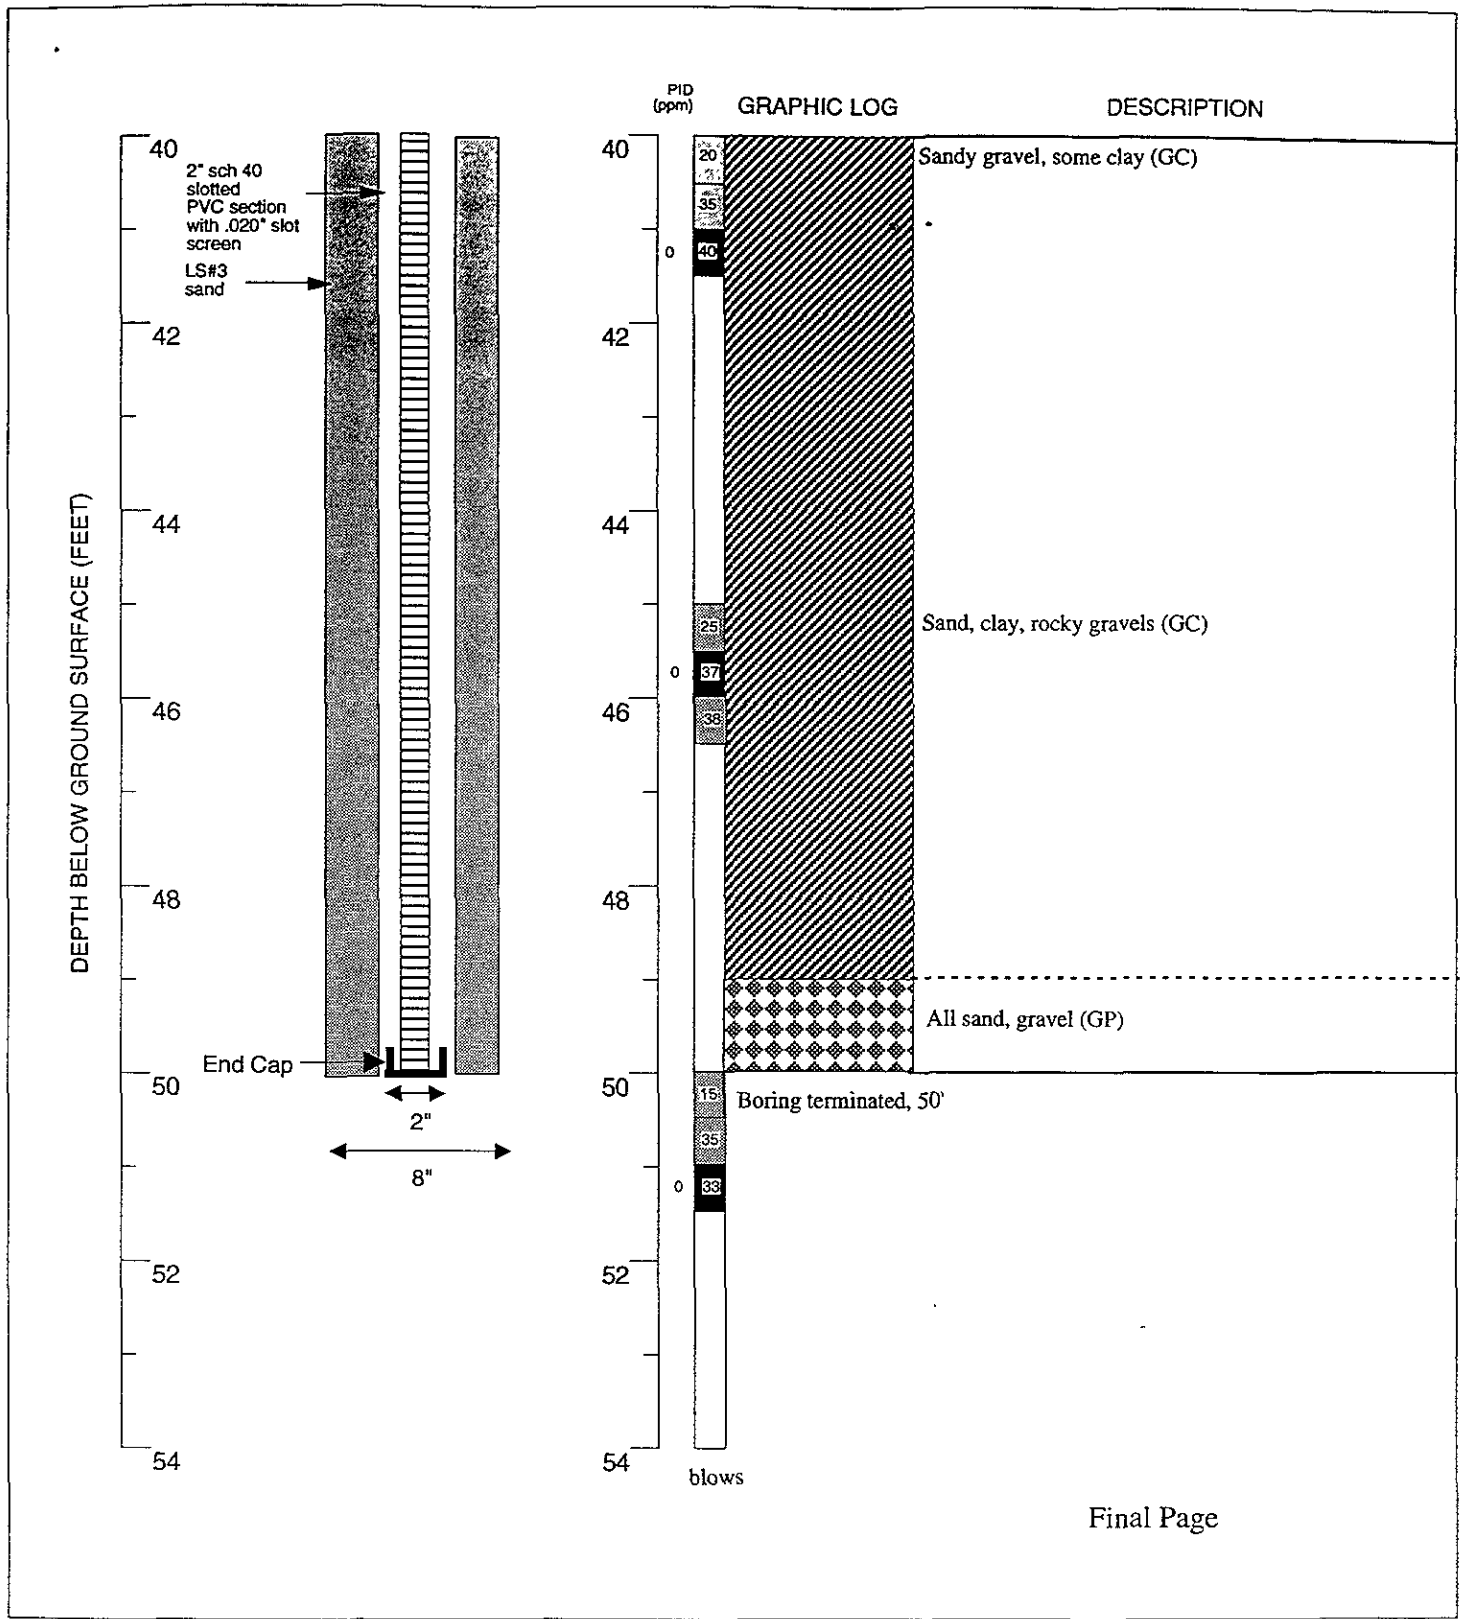 PID
(ppm)
GRAPHIC LOG
DESCRIPTION
DEPTH BELOW GROUND SURFACE (FEET)
40
42
44
46
48
50
52
54
2" sch 40
slotted
PVC section
with .020" slot
screen
LS#3
sand
End Cap
2"
8"
40
42
44
46
48
50
52
54
20
35
0 40
25
0 37
38
15
35
0 33
blows
Sandy gravel, some clay (GC)
Sand, clay, rocky gravels (GC)
All sand, gravel (GP)
Boring terminated, 50'
Final Page